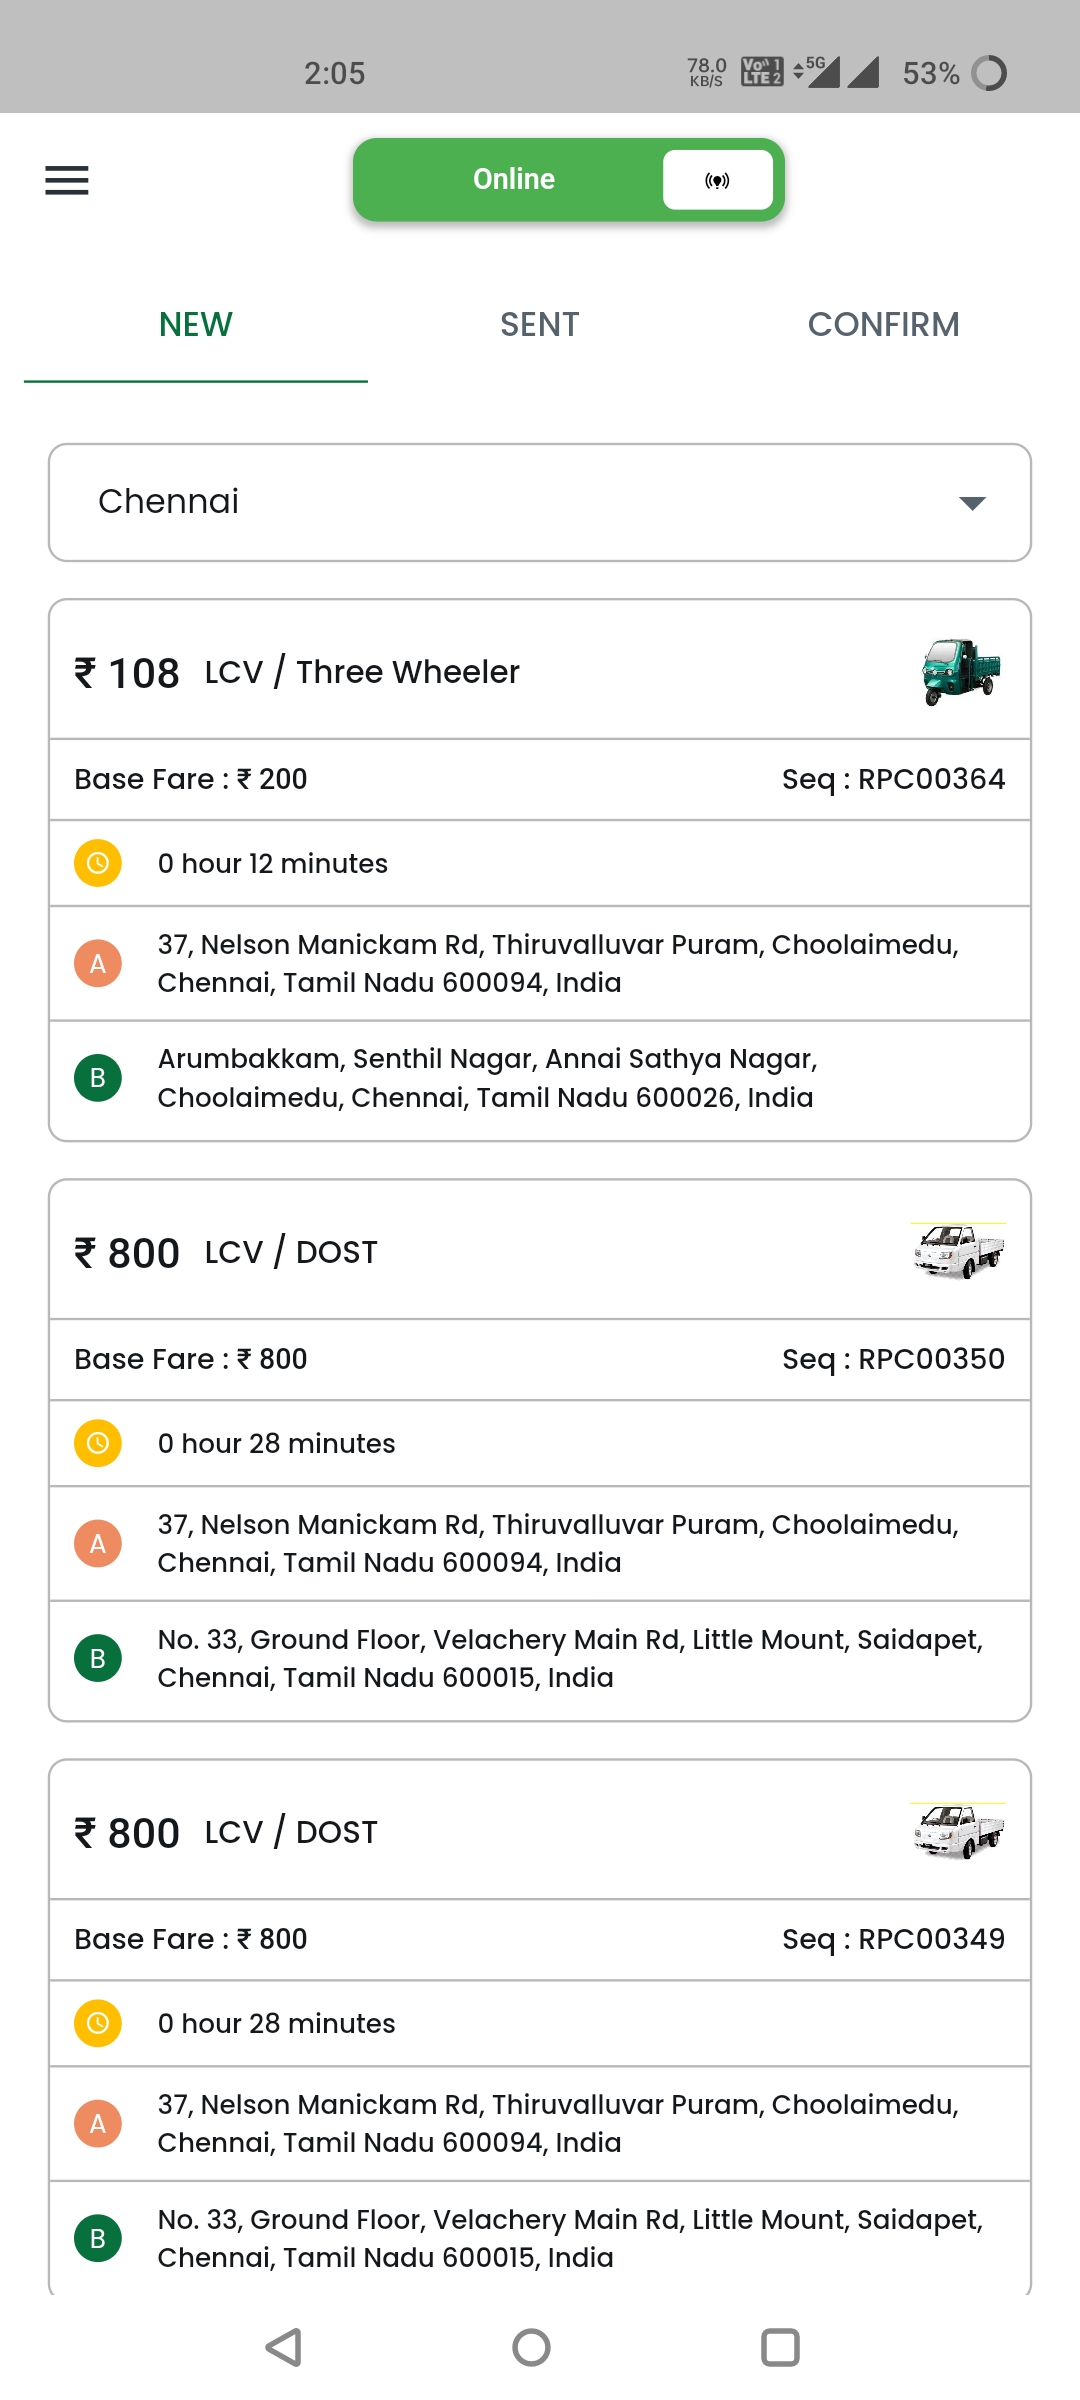 2:05
78.0 KB/S
Vo 1 LTE 2
5G
53%
Online
NEW
SENT
CONFIRM
Chennai
₹ 108 LCV / Three Wheeler
Base Fare : ₹ 200
Seq : RPC00364
0 hour 12 minutes
A
37, Nelson Manickam Rd, Thiruvalluvar Puram, Choolaimedu,
Chennai, Tamil Nadu 600094, India
B
Arumbakkam, Senthil Nagar, Annai Sathya Nagar,
Choolaimedu, Chennai, Tamil Nadu 600026, India
₹ 800 LCV / DOST
Base Fare : ₹ 800
Seq : RPC00350
0 hour 28 minutes
A
37, Nelson Manickam Rd, Thiruvalluvar Puram, Choolaimedu,
Chennai, Tamil Nadu 600094, India
B
No. 33, Ground Floor, Velachery Main Rd, Little Mount, Saidapet,
Chennai, Tamil Nadu 600015, India
₹ 800 LCV / DOST
Base Fare : ₹ 800
Seq : RPC00349
0 hour 28 minutes
A
37, Nelson Manickam Rd, Thiruvalluvar Puram, Choolaimedu,
Chennai, Tamil Nadu 600094, India
B
No. 33, Ground Floor, Velachery Main Rd, Little Mount, Saidapet,
Chennai, Tamil Nadu 600015, India